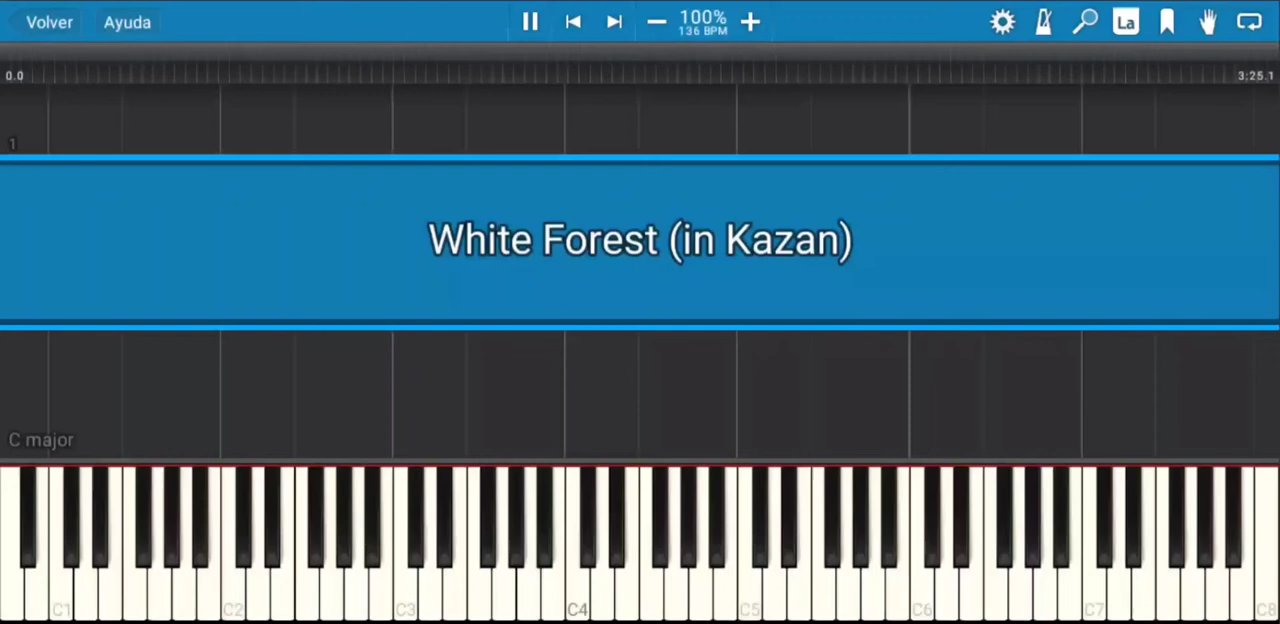 Volver Ayuda 100% La
136 BPM
0.0 3:25.1
1
White Forest (in Kazan)
C major
C1 C2 C3 C4 C5 C6 C7 C8